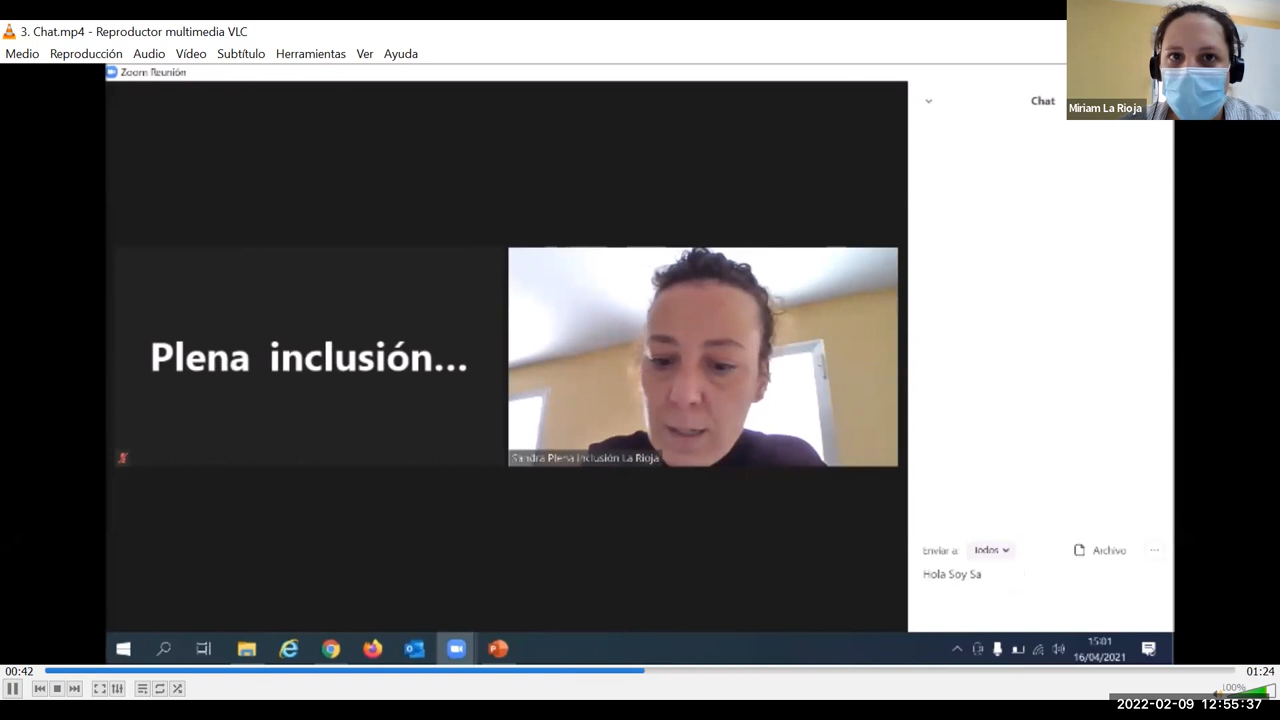 3. Chat.mp4 - Reproductor multimedia VLC
Medio Reproducción Audio Vídeo Subtítulo Herramientas Ver Ayuda
Miriam La Rioja
Zoom Reunión
Chat
Plena inclusión...
Sandra Plena inclusión La Rioja
Enviar a: Todos
Archivo
...
Hola Soy Sa
15:01
16/04/2021
00:42
01:24
100%
2022-02-09 12:55:37